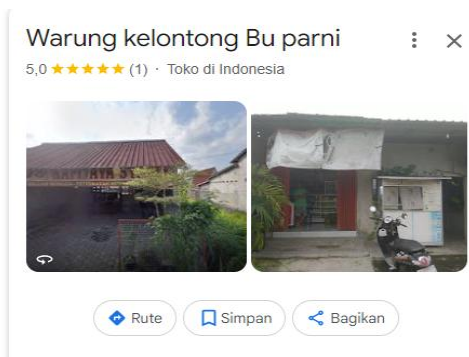 Warung kelontong Bu parni
5,0 (1) · Toko di Indonesia
Rute
Simpan
Bagikan